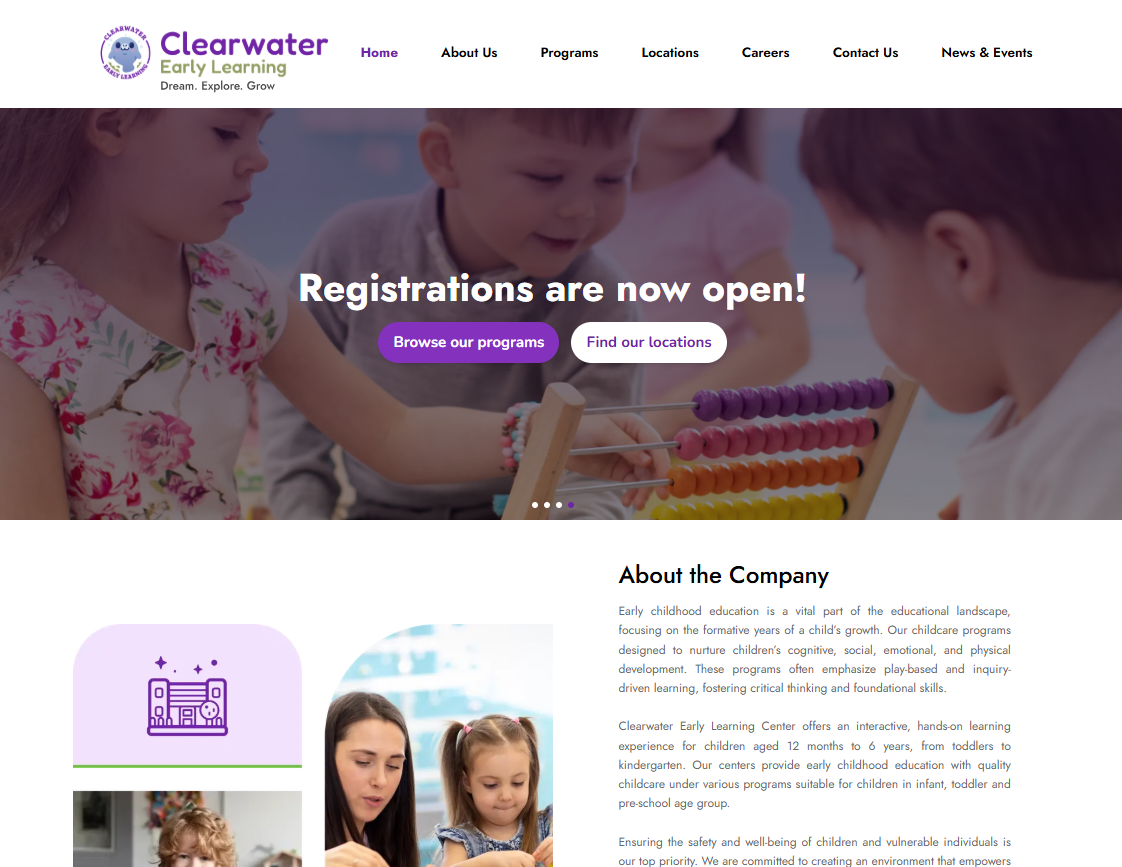 CLEARWATER
EARLY LEARNING
Clearwater
Early Learning
Dream. Explore. Grow
Home
About Us
Programs
Locations
Careers
Contact Us
News & Events
Registrations are now open!
Browse our programs
Find our locations
About the Company
Early childhood education is a vital part of the educational landscape,
focusing on the formative years of a child’s growth. Our childcare programs
designed to nurture children’s cognitive, social, emotional, and physical
development. These programs often emphasize play-based and inquiry-
driven learning, fostering critical thinking and foundational skills.
Clearwater Early Learning Center offers an interactive, hands-on learning
experience for children aged 12 months to 6 years, from toddlers to
kindergarten. Our centers provide early childhood education with quality
childcare under various programs suitable for children in infant, toddler and
pre-school age group.
Ensuring the safety and well-being of children and vulnerable individuals is
our top priority. We are committed to creating an environment that empowers